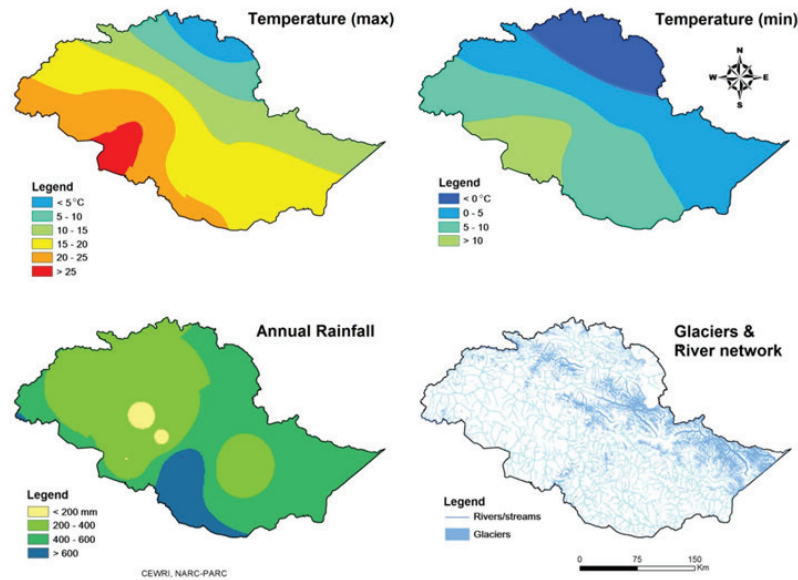 Temperature (max)
Legend
< 5 °C
5 - 10
10 - 15
15 - 20
20 - 25
> 25
Temperature (min)
N
W E
S
Legend
< 0 °C
0 - 5
5 - 10
> 10
Annual Rainfall
Legend
< 200 mm
200 - 400
400 - 600
> 600
CEWRI, NARC-PARC
Glaciers &
River network
Legend
Rivers/streams
Glaciers
0 75 150
Km